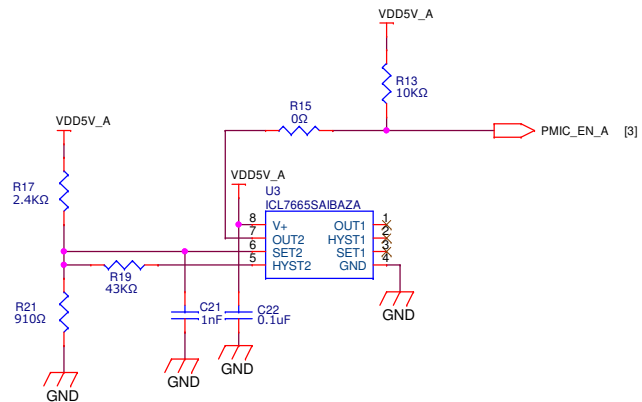 VDD5V_A
R13
10KΩ
R15
0Ω
PMIC_EN_A [3]
VDD5V_A
VDD5V_A
R17
2.4KΩ
U3
ICL7665SAIBAZA
8 V+ OUT1 1
7 OUT2 HYST1 2
6 SET2 SET1 3
5 HYST2 GND 4
R19
43KΩ
R21
910Ω
C21
1nF
C22
0.1uF
GND
GND
GND
GND